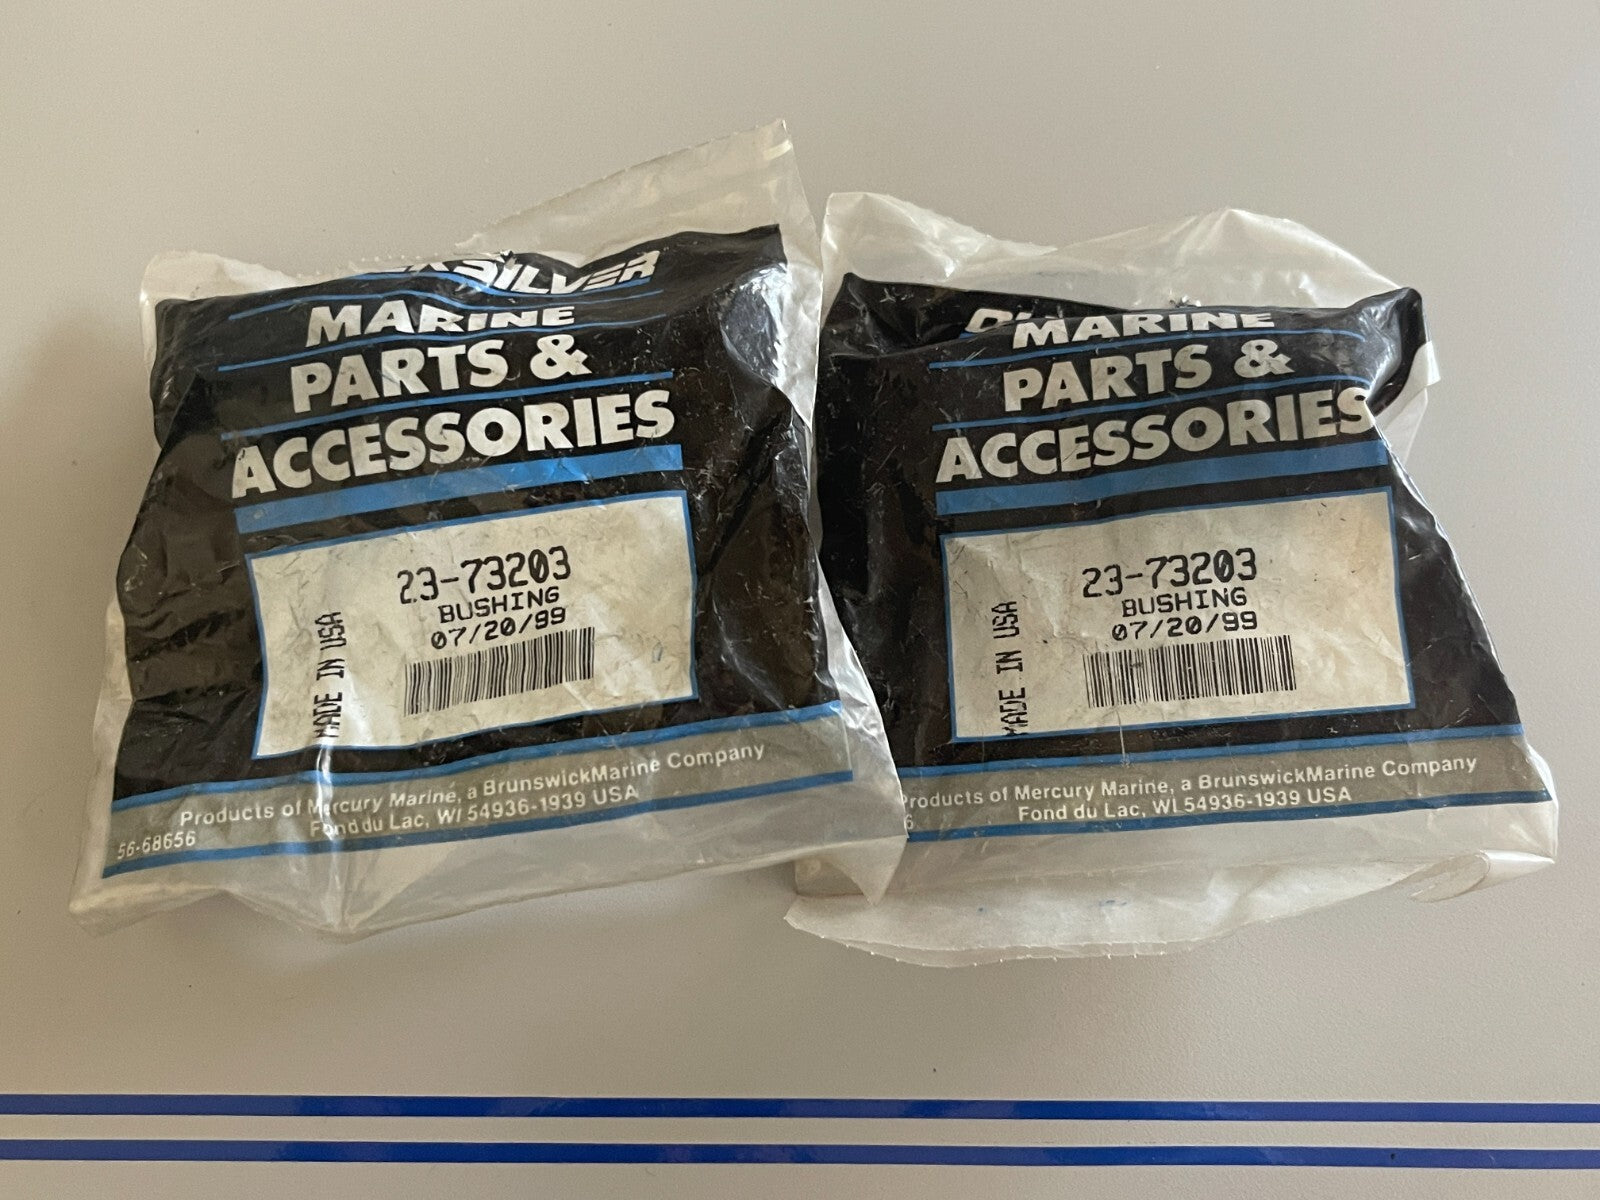 SILVER
MARINE
PARTS &
ACCESSORIES
23-73203
BUSHING
07/20/99
MADE IN USA
Products of Mercury Marine, a BrunswickMarine Company
Fond du Lac, WI 54936-1939 USA
56-68656
MARINE
PARTS &
ACCESSORIES
23-73203
BUSHING
07/20/99
MADE IN USA
Products of Mercury Marine, a BrunswickMarine Company
Fond du Lac, WI 54936-1939 USA
6